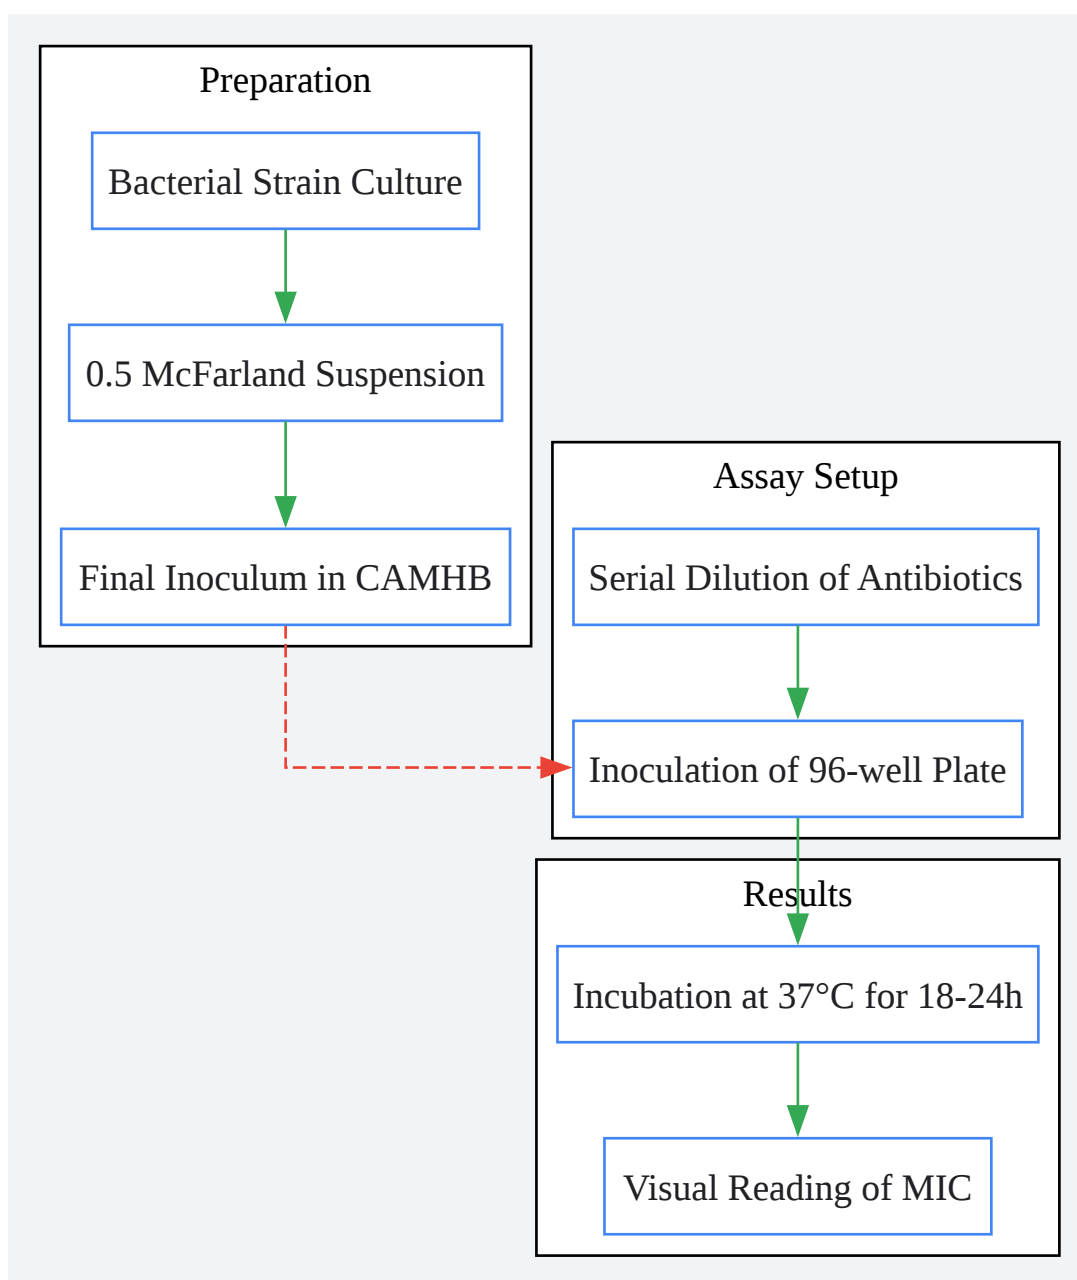 Preparation
Bacterial Strain Culture
0.5 McFarland Suspension
Final Inoculum in CAMHB
Assay Setup
Serial Dilution of Antibiotics
Inoculation of 96-well Plate
Results
Incubation at 37°C for 18-24h
Visual Reading of MIC